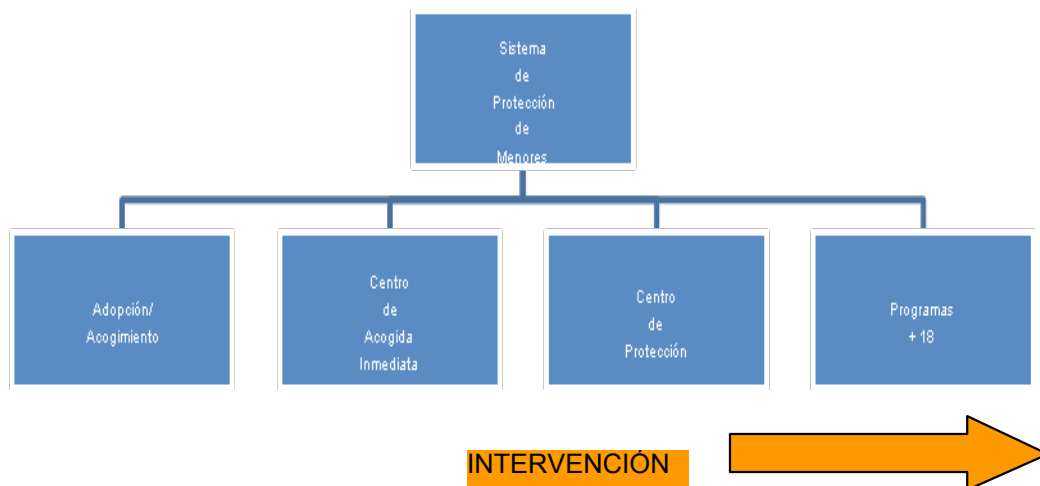 Sistema
de
Protección
de
Menores
Adopción/
Acogimiento
Centro
de
Acogida
Inmediata
Centro
de
Protección
Programas
+ 18
INTERVENCIÓN